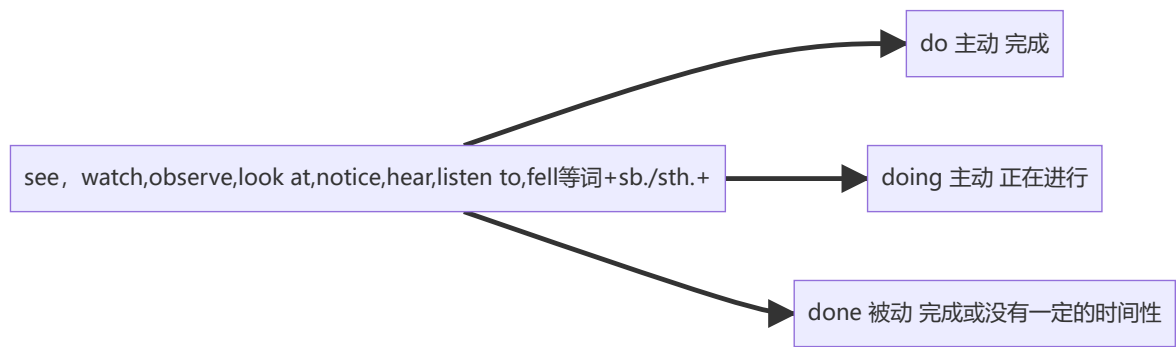 do 主动 完成
see，watch,observe,look at,notice,hear,listen to,fell等词+sb./sth.+
doing 主动 正在进行
done 被动 完成或没有一定的时间性